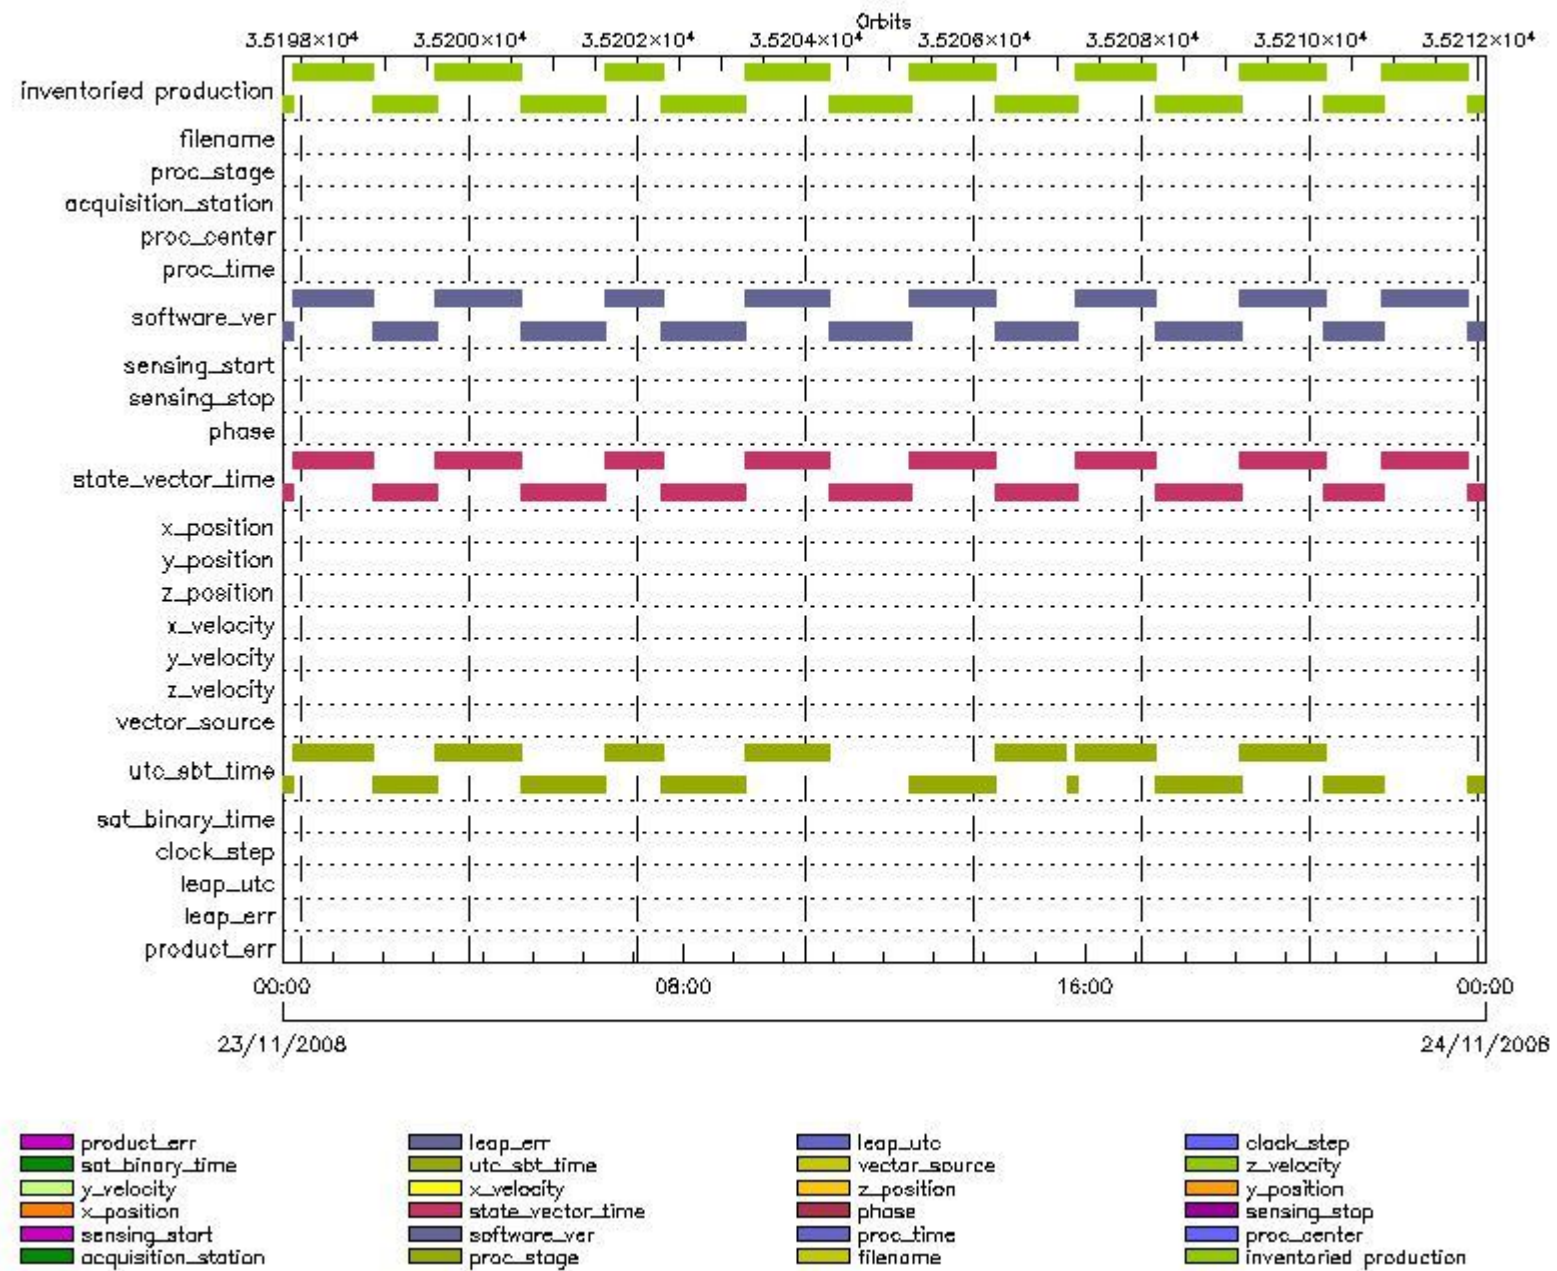 Orbits
3.5198×10⁴ 3.5200×10⁴ 3.5202×10⁴ 3.5204×10⁴ 3.5206×10⁴ 3.5208×10⁴ 3.5210×10⁴ 3.5212×10⁴
inventoried production
filename
proc_stage
acquisition_station
proc_center
proc_time
software_ver
sensing_start
sensing_stop
phase
state_vector_time
x_position
y_position
z_position
x_velocity
y_velocity
z_velocity
vector_source
utc_sbt_time
sat_binary_time
clock_step
leap_utc
leap_err
product_err
00:00 08:00 16:00 00:00
23/11/2008 24/11/2008
product_err leap_err leap_utc clock_step
sat_binary_time utc_sbt_time vector_source z_velocity
y_velocity x_velocity z_position y_position
x_position state_vector_time phase sensing_stop
sensing_start software_ver proc_time proc_center
acquisition_station proc_stage filename inventoried production